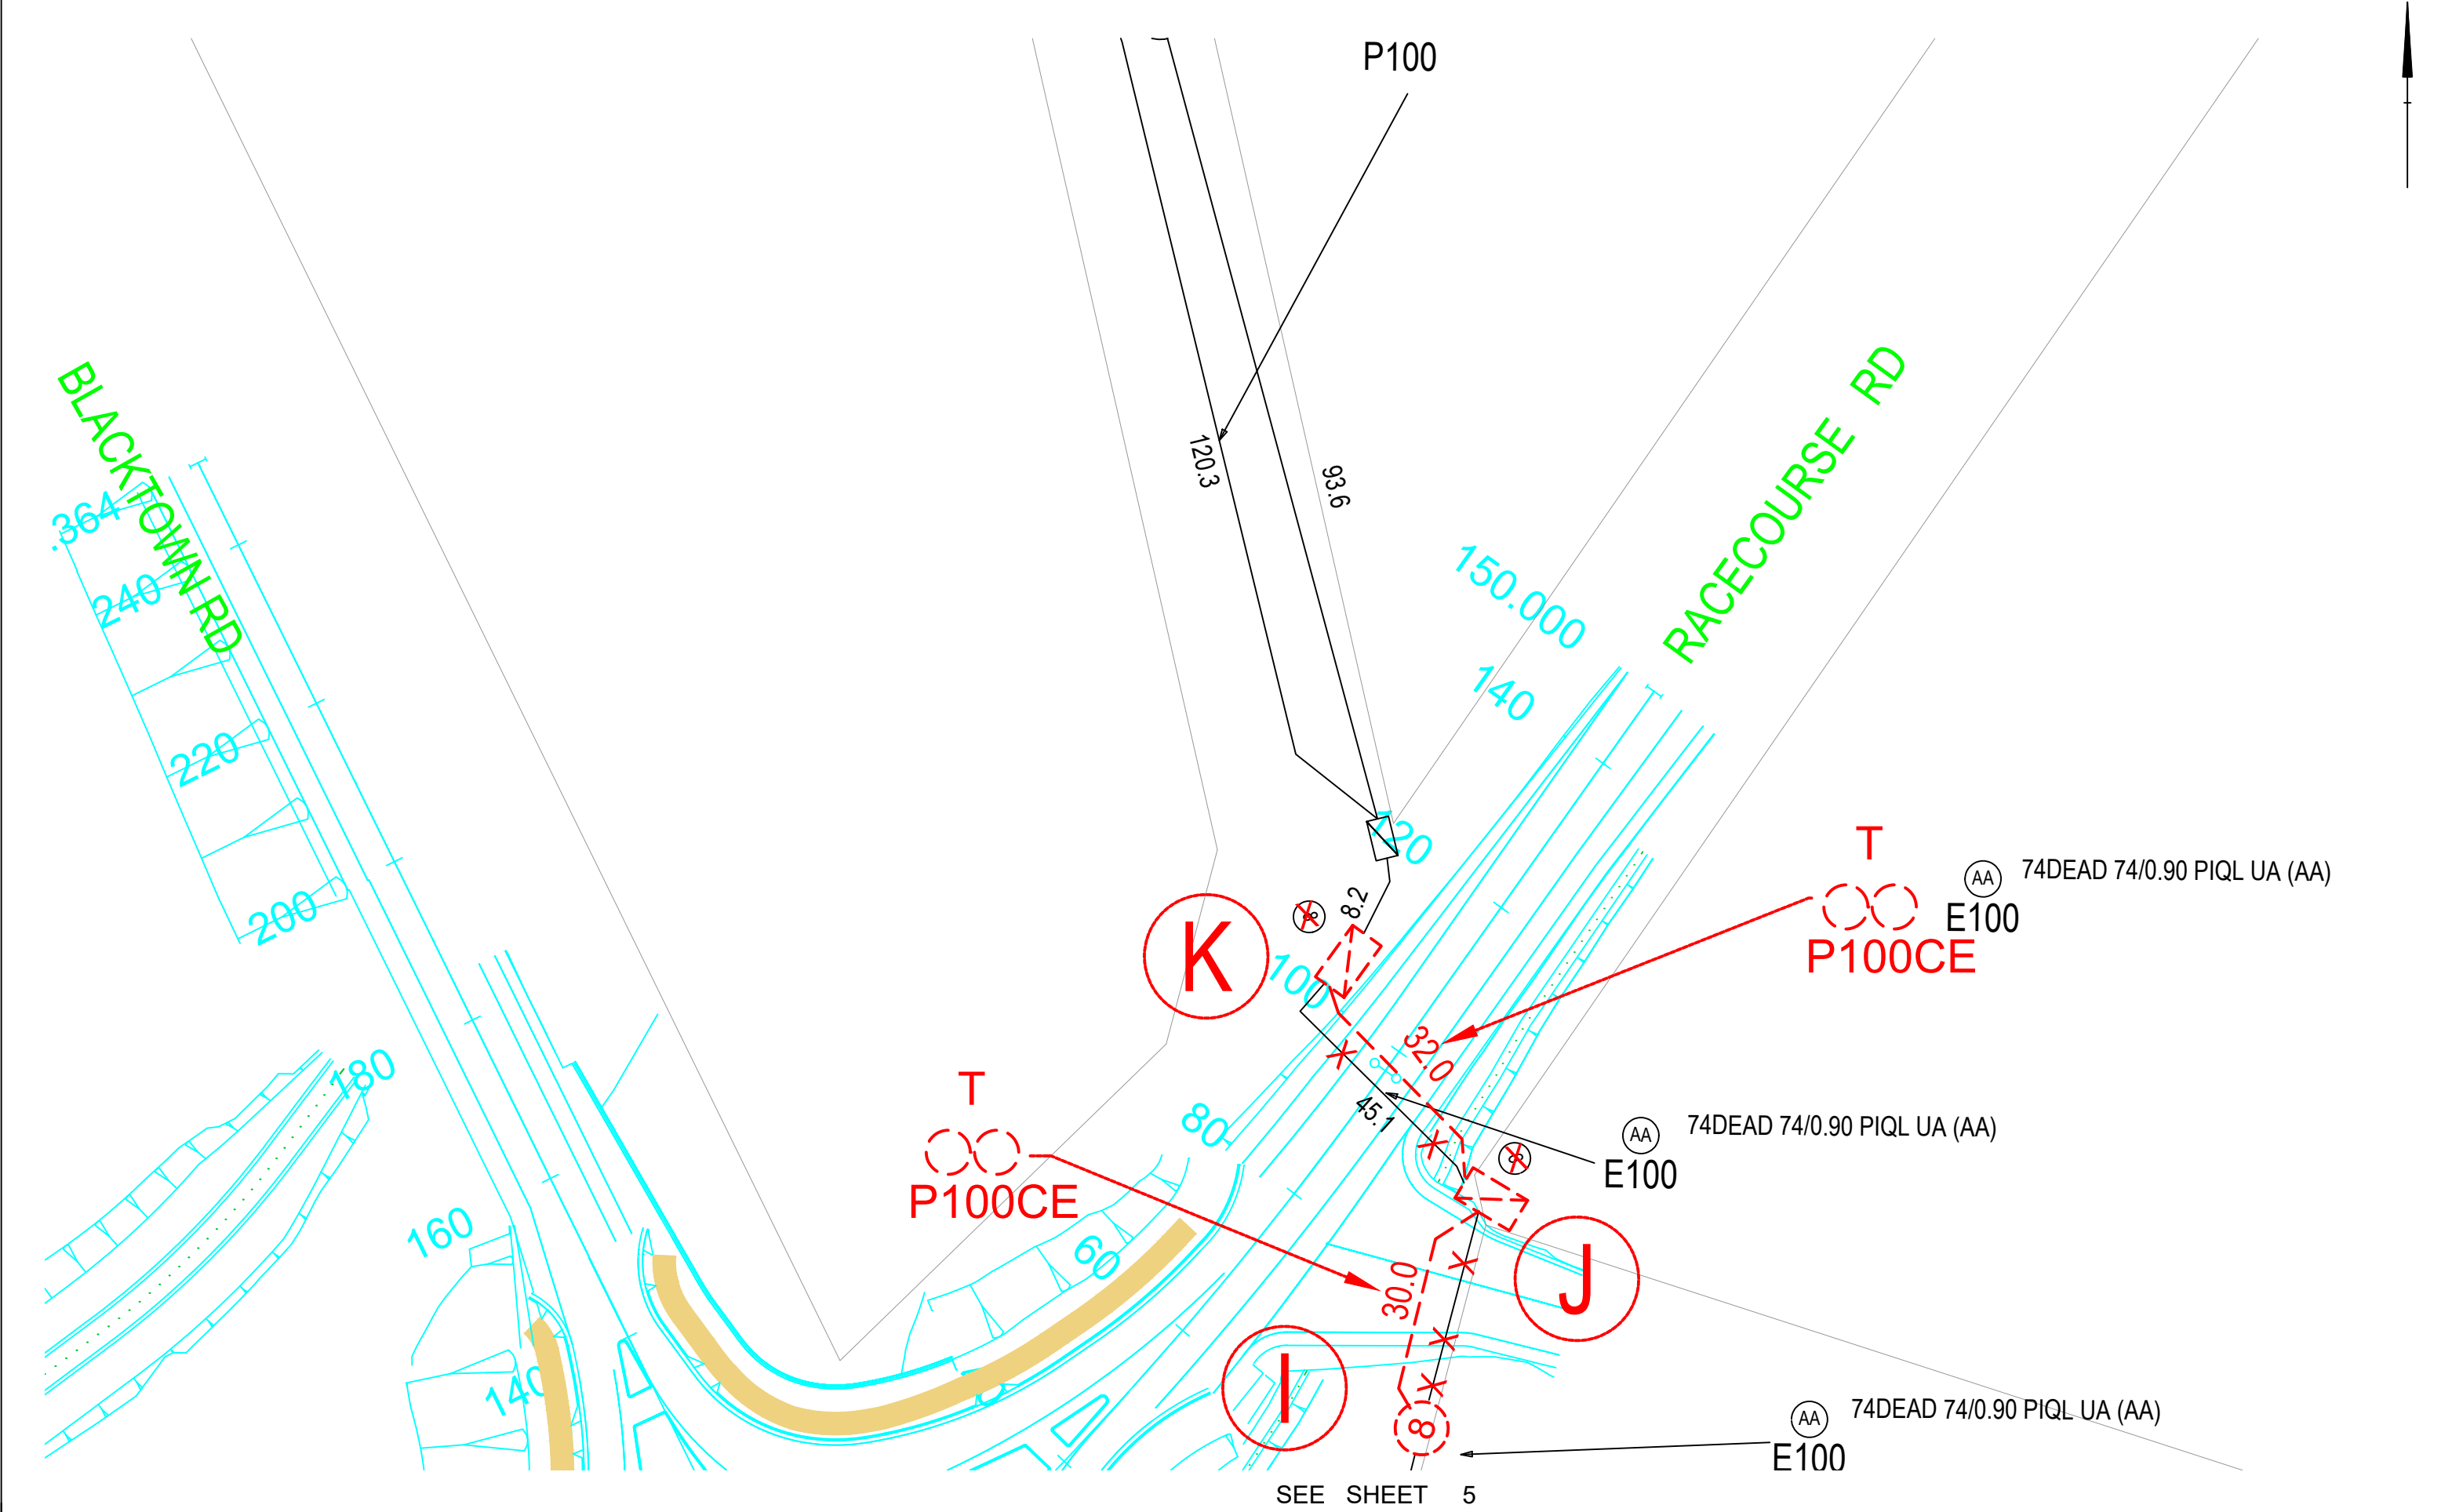 P100
120.3
93.6
BLACKTOWN RD
RACECOURSE RD
.364
240
220
200
180
160
140
150.000
140
120
100
80
60
T
P100CE
74DEAD 74/0.90 PIQL UA (AA)
AA
E100
K
8
8.2
32.0
45.7
T
P100CE
AA
74DEAD 74/0.90 PIQL UA (AA)
E100
8
J
30.0
I
8
AA
74DEAD 74/0.90 PIQL UA (AA)
E100
SEE SHEET 5